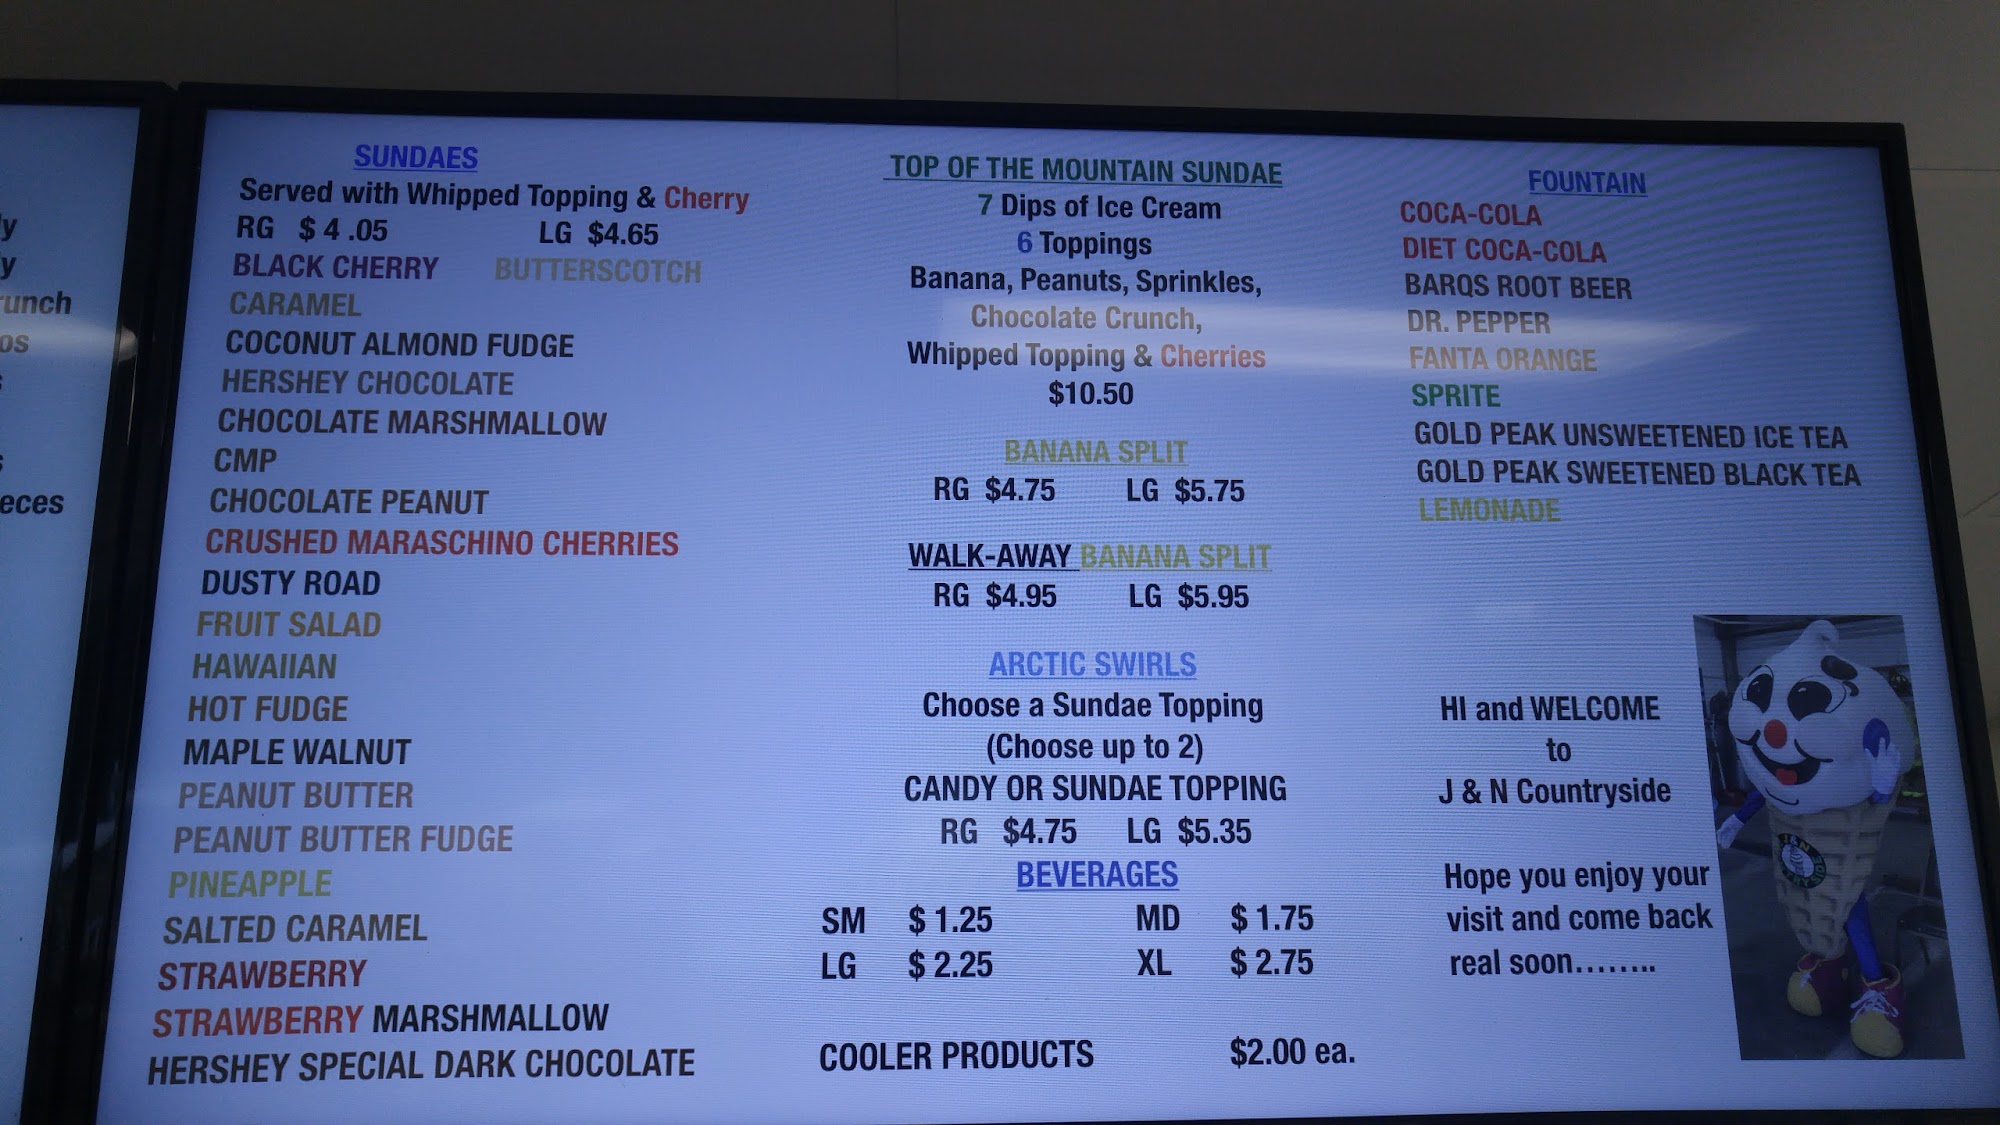 ly
y
runch
os
s
s
eces
SUNDAES
Served with Whipped Topping & Cherry
RG $ 4 .05 LG $4.65
BLACK CHERRY BUTTERSCOTCH
CARAMEL
COCONUT ALMOND FUDGE
HERSHEY CHOCOLATE
CHOCOLATE MARSHMALLOW
CMP
CHOCOLATE PEANUT
CRUSHED MARASCHINO CHERRIES
DUSTY ROAD
FRUIT SALAD
HAWAIIAN
HOT FUDGE
MAPLE WALNUT
PEANUT BUTTER
PEANUT BUTTER FUDGE
PINEAPPLE
SALTED CARAMEL
STRAWBERRY
STRAWBERRY MARSHMALLOW
HERSHEY SPECIAL DARK CHOCOLATE
TOP OF THE MOUNTAIN SUNDAE
7 Dips of Ice Cream
6 Toppings
Banana, Peanuts, Sprinkles,
Chocolate Crunch,
Whipped Topping & Cherries
$10.50
BANANA SPLIT
RG $4.75 LG $5.75
WALK-AWAY BANANA SPLIT
RG $4.95 LG $5.95
ARCTIC SWIRLS
Choose a Sundae Topping
(Choose up to 2)
CANDY OR SUNDAE TOPPING
RG $4.75 LG $5.35
BEVERAGES
SM $ 1.25 MD $ 1.75
LG $ 2.25 XL $ 2.75
COOLER PRODUCTS $2.00 ea.
FOUNTAIN
COCA-COLA
DIET COCA-COLA
BARQS ROOT BEER
DR. PEPPER
FANTA ORANGE
SPRITE
GOLD PEAK UNSWEETENED ICE TEA
GOLD PEAK SWEETENED BLACK TEA
LEMONADE
HI and WELCOME
to
J & N Countryside
Hope you enjoy your
visit and come back
real soon........